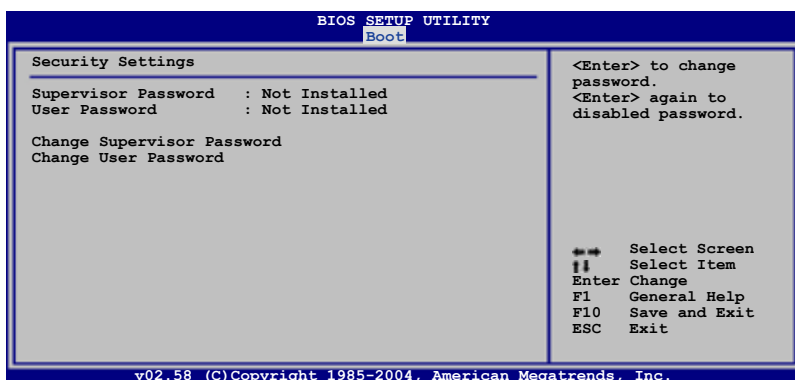 BIOS SETUP UTILITY
Boot
Security Settings
Supervisor Password : Not Installed
User Password : Not Installed
Change Supervisor Password
Change User Password
<Enter> to change
password.
<Enter> again to
disabled password.
←→ Select Screen
↑↓ Select Item
Enter Change
F1 General Help
F10 Save and Exit
ESC Exit
v02.58 (C)Copyright 1985-2004, American Megatrends, Inc.